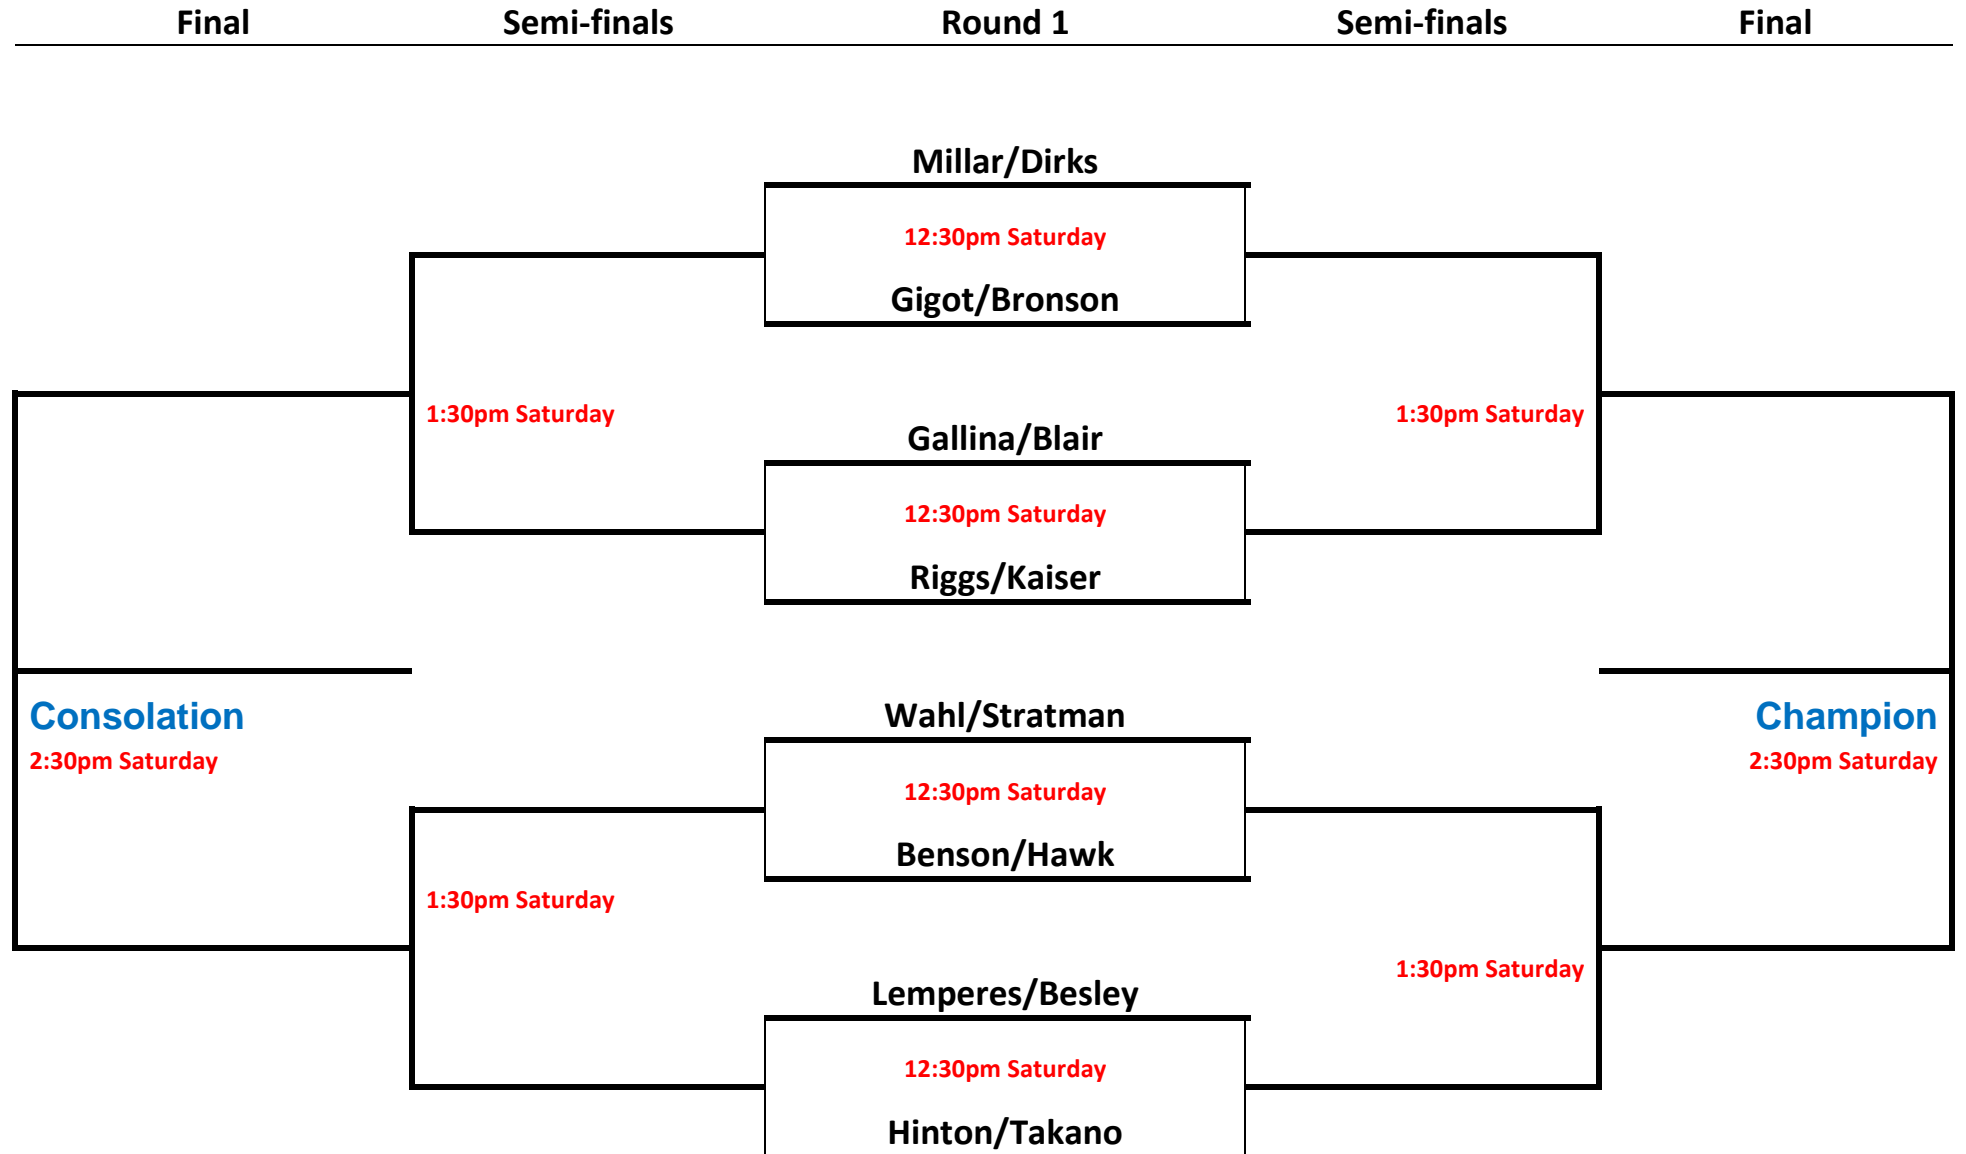 Final Semi-finals Round 1 Semi-finals Final
Millar/Dirks
12:30pm Saturday
Gigot/Bronson
1:30pm Saturday 1:30pm Saturday
Gallina/Blair
12:30pm Saturday
Riggs/Kaiser
Consolation Wahl/Stratman Champion
2:30pm Saturday 2:30pm Saturday
12:30pm Saturday
Benson/Hawk
1:30pm Saturday
1:30pm Saturday
Lemperes/Besley
12:30pm Saturday
Hinton/Takano